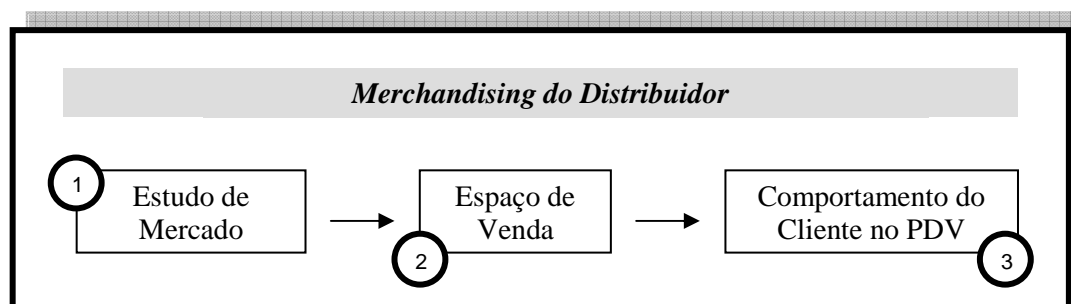 Merchandising do Distribuidor
1
Estudo de
Mercado
2
Espaço de
Venda
Comportamento do
Cliente no PDV
3